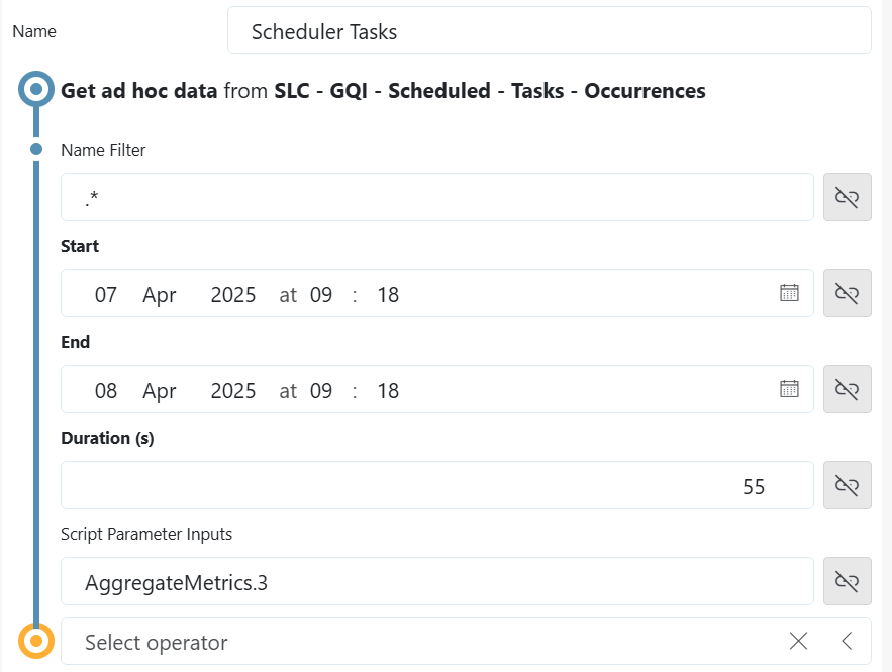 Name
Scheduler Tasks
Get ad hoc data from SLC - GQI - Scheduled - Tasks - Occurrences
Name Filter
.*
Start
07 Apr 2025 at 09 : 18
End
08 Apr 2025 at 09 : 18
Duration (s)
55
Script Parameter Inputs
AggregateMetrics.3
Select operator